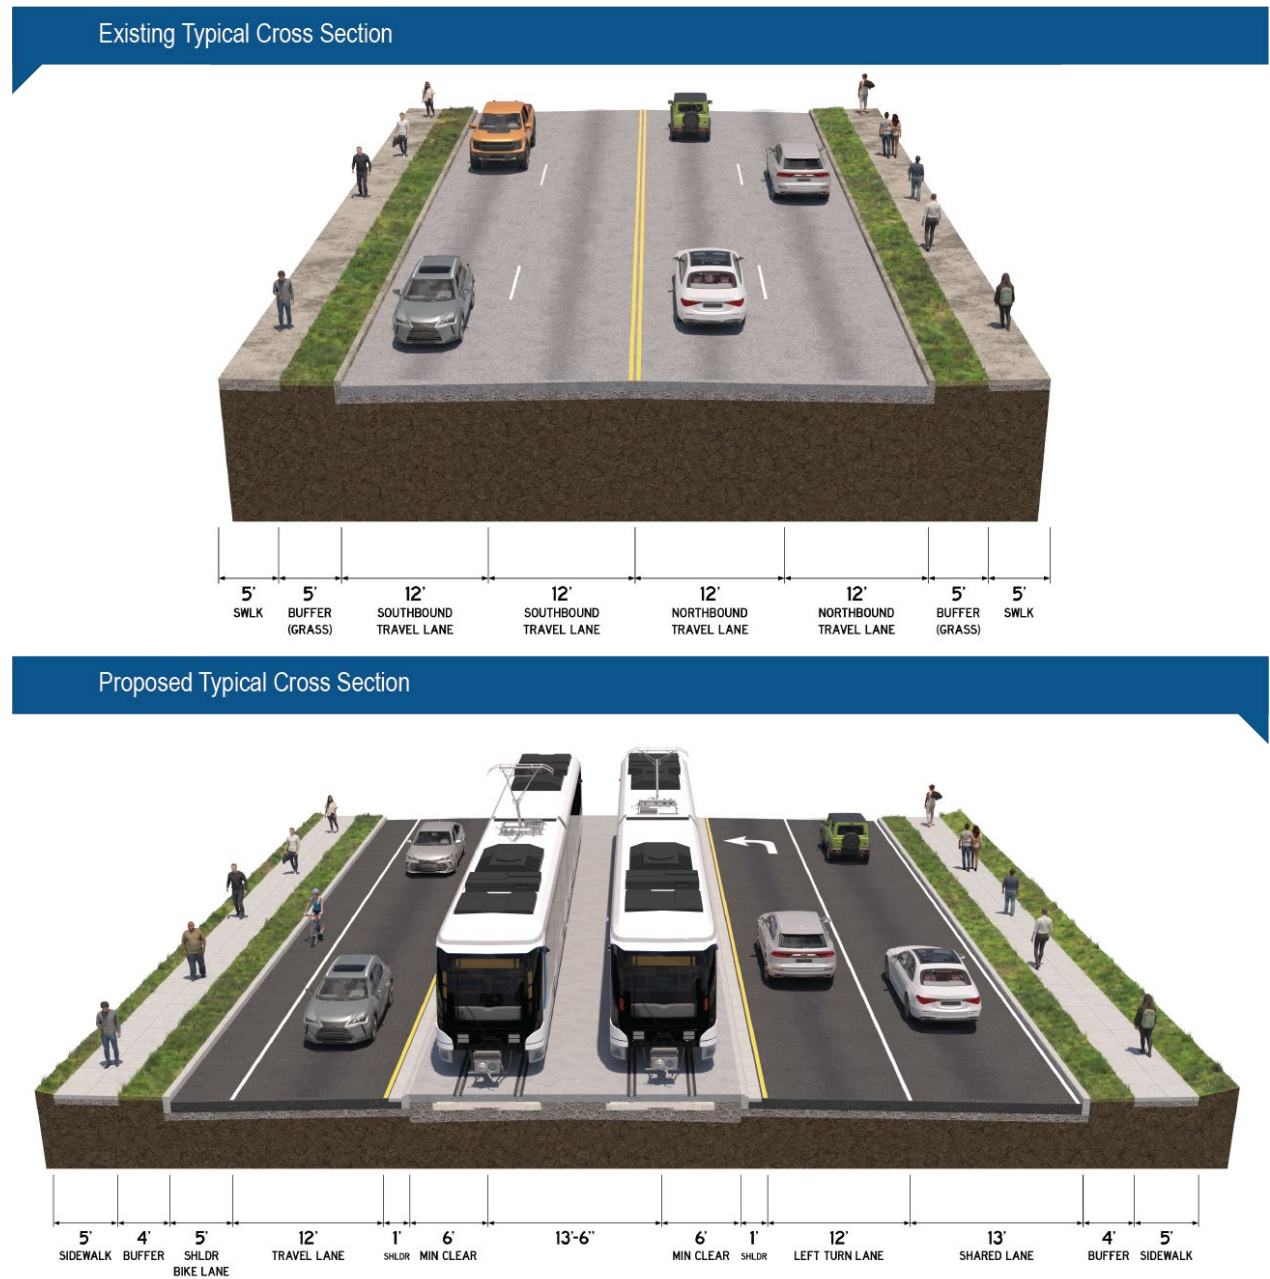 Existing Typical Cross Section
5' 5' 12' 12' 12' 12' 5' 5'
SWLK BUFFER SOUTHBOUND SOUTHBOUND NORTHBOUND NORTHBOUND BUFFER SWLK
(GRASS) TRAVEL LANE TRAVEL LANE TRAVEL LANE TRAVEL LANE (GRASS)
Proposed Typical Cross Section
5' 4' 5' 12' 1' 6' 13'-6" 6' 1' 12' 13' 4' 5'
SIDEWALK BUFFER SHLDR TRAVEL LANE SHLDR MIN CLEAR MIN CLEAR SHLDR LEFT TURN LANE SHARED LANE BUFFER SIDEWALK
BIKE LANE